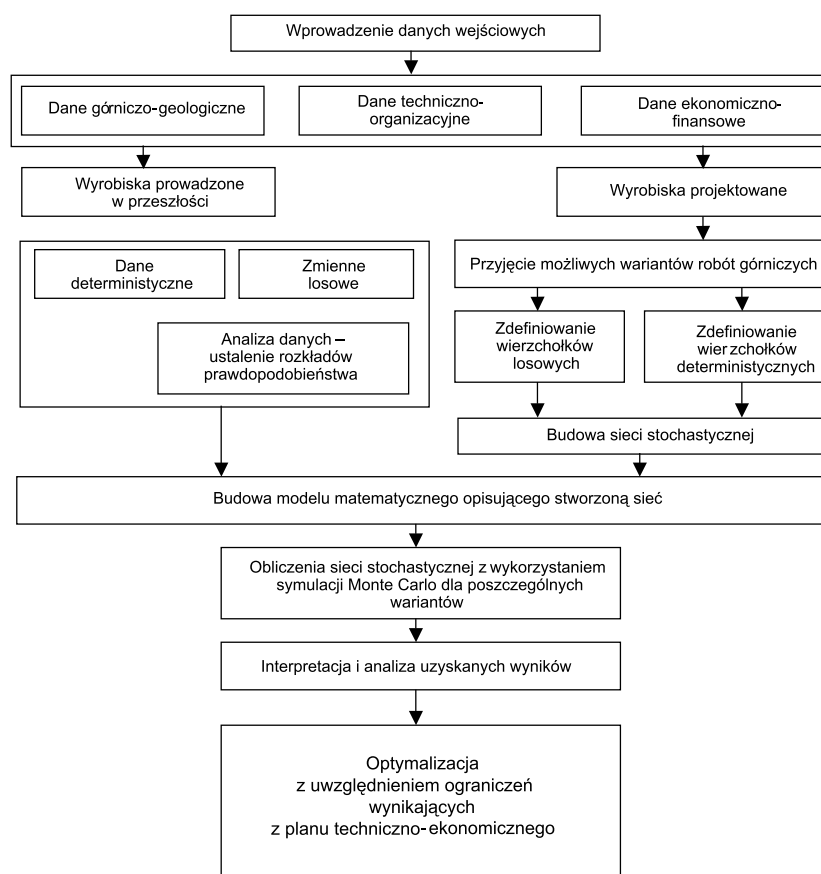 Wprowadzenie danych wejściowych
Dane górniczo-geologiczne
Dane techniczno-
organizacyjne
Dane ekonomiczno-
finansowe
Wyrobiska prowadzone
w przeszłości
Wyrobiska projektowane
Dane
deterministyczne
Zmienne
losowe
Analiza danych –
ustalenie rozkładów
prawdopodobieństwa
Przyjęcie możliwych wariantów robót górniczych
Zdefiniowanie
wierzchołków
losowych
Zdefiniowanie
wierzchołków
deterministycznych
Budowa sieci stochastycznej
Budowa modelu matematycznego opisującego stworzoną sieć
Obliczenia sieci stochastycznej z wykorzystaniem
symulacji Monte Carlo dla poszczególnych
wariantów
Interpretacja i analiza uzyskanych wyników
Optymalizacja
z uwzględnieniem ograniczeń
wynikających
z planu techniczno-ekonomicznego